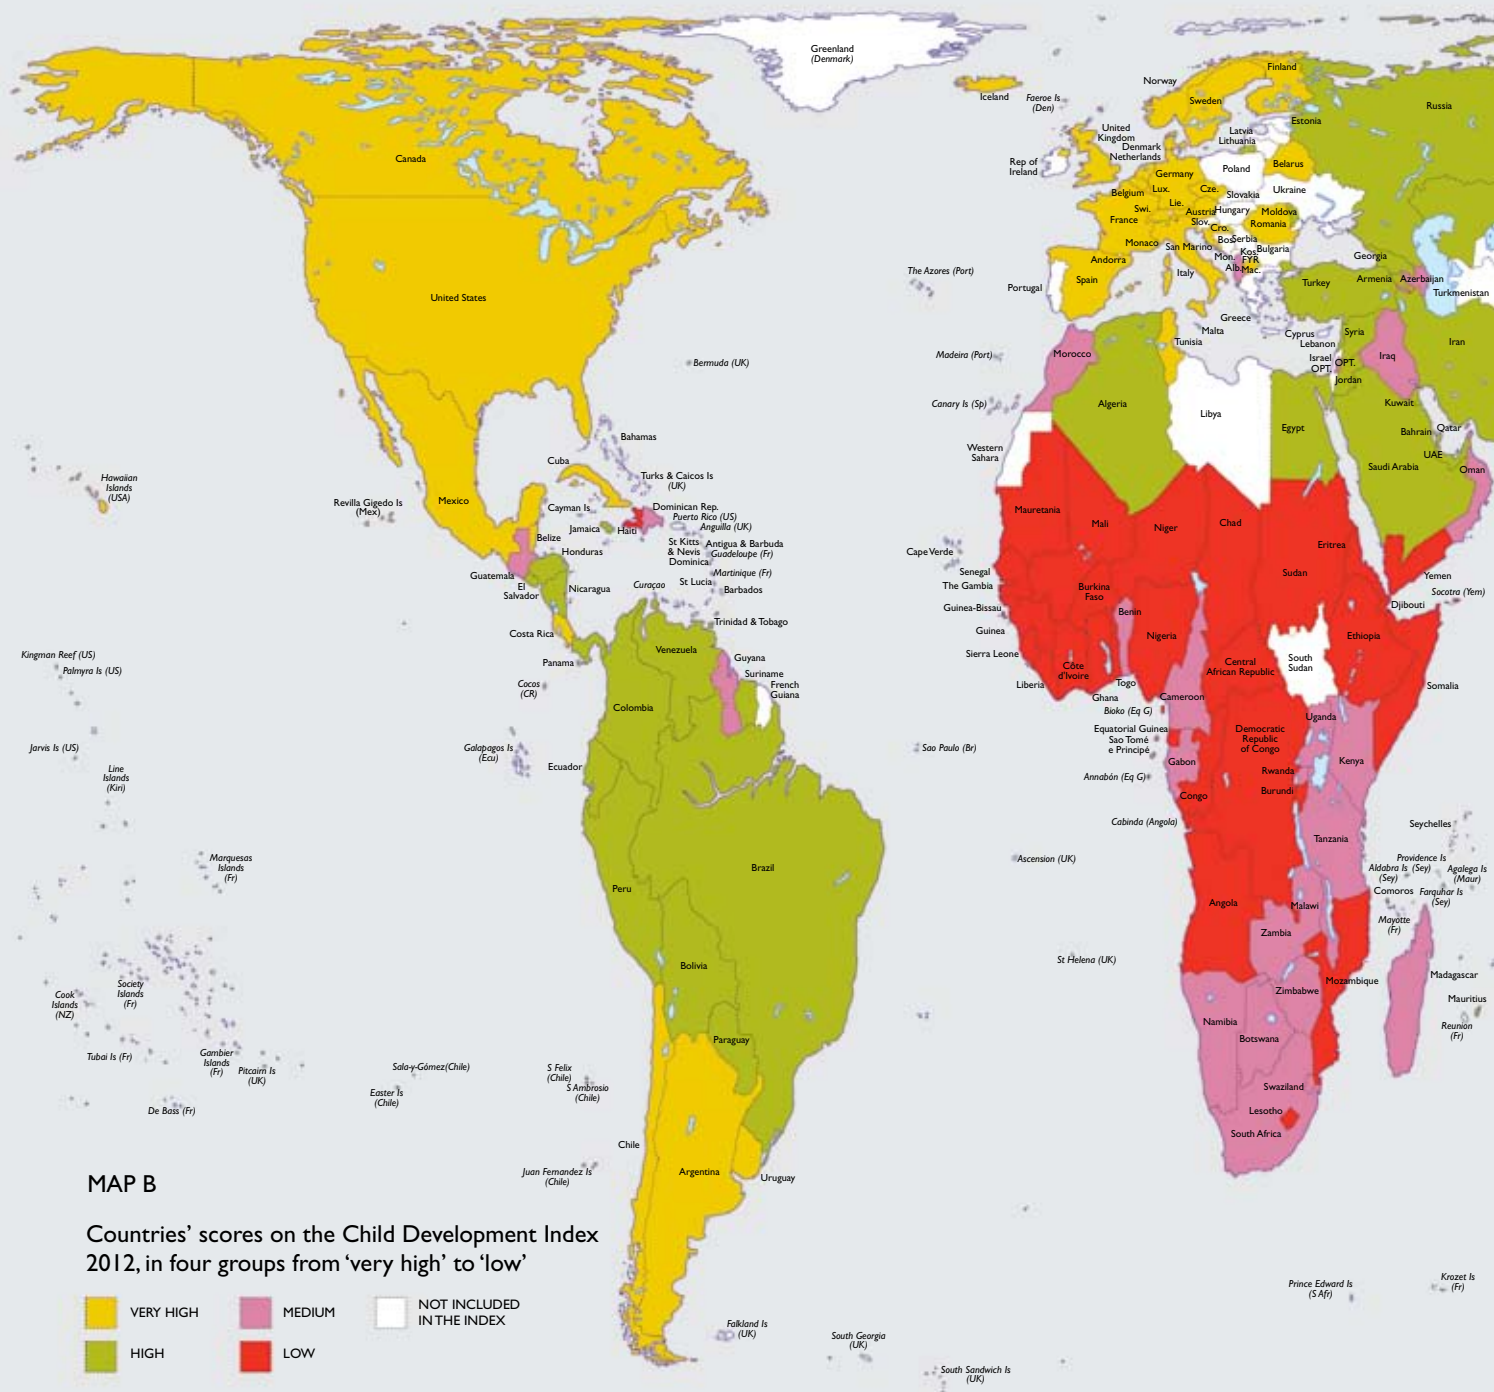 Greenland
(Denmark)
Iceland
Faeroe Is
(Den)
Norway
Finland
Sweden
Russia
Estonia
Latvia
Lithuania
United
Kingdom
Denmark
Netherlands
Rep of
Ireland
Poland
Belarus
Germany
Belgium
Lux.
Cze.
Slovakia
Ukraine
Lie.
Swi.
Austria
Hungary
Moldova
France
Slov.
Romania
Cro.
Monaco
San Marino
Bos.
Serbia
Kos.
Bulgaria
Mon.
FYR
Mac.
Alb.
Andorra
Italy
Spain
Portugal
Georgia
Turkey
Armenia
Azerbaijan
Turkmenistan
Greece
Malta
Tunisia
Cyprus
Lebanon
Syria
Israel
OPT.
OPT.
Jordan
Iraq
Iran
Kuwait
Bahrain
Qatar
UAE
Saudi Arabia
Oman
Yemen
Socotra (Yem)
Canada
United States
The Azores (Port)
Bermuda (UK)
Madeira (Port)
Canary Is (Sp)
Morocco
Algeria
Libya
Egypt
Western
Sahara
Hawaiian
Islands
(USA)
Revilla Gigedo Is
(Mex)
Mexico
Cuba
Bahamas
Turks & Caicos Is
(UK)
Cayman Is
Dominican Rep.
Puerto Rico (US)
Anguilla (UK)
Jamaica
Haiti
Belize
Honduras
St Kitts
& Nevis
Dominica
Antigua & Barbuda
Guadeloupe (Fr)
Martinique (Fr)
St Lucia
Barbados
Guatemala
El
Salvador
Nicaragua
Curaçao
Trinidad & Tobago
Costa Rica
Panama
Venezuela
Guyana
Suriname
French
Guiana
Cocos
(CR)
Colombia
Galapagos Is
(Ecu)
Ecuador
Sao Paulo (Br)
Brazil
Peru
Bolivia
Paraguay
Chile
Argentina
Uruguay
Kingman Reef (US)
Palmyra Is (US)
Jarvis Is (US)
Line
Islands
(Kiri)
Marquesas
Islands
(Fr)
Society
Islands
(Fr)
Cook
Islands
(NZ)
Tubai Is (Fr)
Gambier
Islands
(Fr)
Pitcairn Is
(UK)
De Bass (Fr)
Sala-y-Gómez(Chile)
Easter Is
(Chile)
S Felix
(Chile)
S Ambrosio
(Chile)
Juan Fernandez Is
(Chile)
Cape Verde
Mauretania
Mali
Niger
Chad
Eritrea
Sudan
Senegal
The Gambia
Guinea-Bissau
Guinea
Sierra Leone
Liberia
Burkina
Faso
Benin
Nigeria
Côte
d'Ivoire
Ghana
Togo
Bioko (Eq G)
Cameroon
Central
African Republic
South
Sudan
Ethiopia
Djibouti
Somalia
Equatorial Guinea
Sao Tomé
e Principé
Annabón (Eq G)
Gabon
Congo
Democratic
Republic
of Congo
Uganda
Kenya
Rwanda
Burundi
Cabinda (Angola)
Tanzania
Seychelles
Providence Is
(Sey)
Aldabra Is
(Sey)
Agalega Is
(Maur)
Comoros
Farquhar Is
(Sey)
Mayotte
(Fr)
Ascension (UK)
Angola
Malawi
Zambia
St Helena (UK)
Mozambique
Zimbabwe
Madagascar
Mauritius
Reunion
(Fr)
Namibia
Botswana
Swaziland
Lesotho
South Africa
Prince Edward Is
(S Afr)
Krozet Is
(Fr)
Falkland Is
(UK)
South Georgia
(UK)
South Sandwich Is
(UK)
MAP B
Countries' scores on the Child Development Index
2012, in four groups from 'very high' to 'low'
VERY HIGH
MEDIUM
NOT INCLUDED
IN THE INDEX
HIGH
LOW